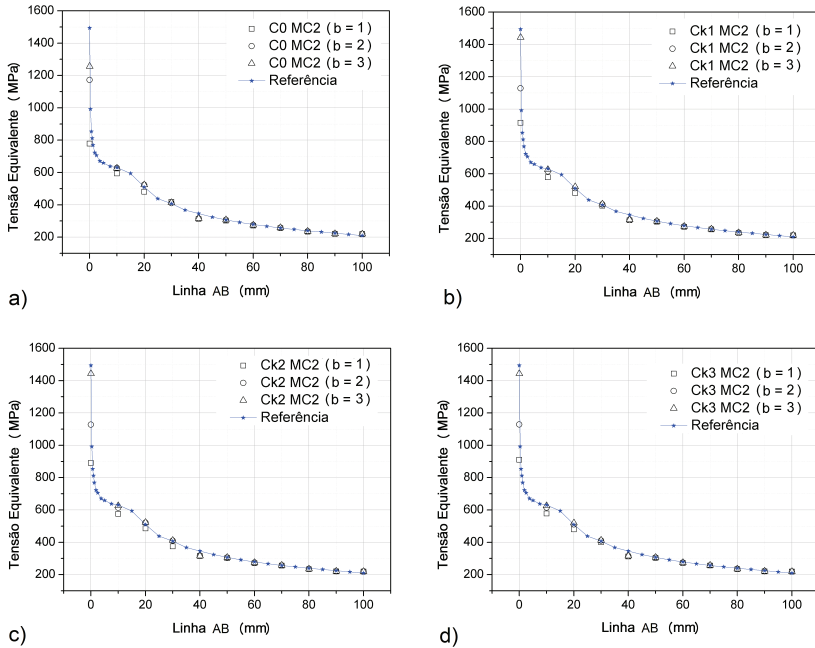 1600
1400
1200
1000
800
600
400
200
Tensão Equivalente (MPa)
C0 MC2 (b = 1)
C0 MC2 (b = 2)
C0 MC2 (b = 3)
Referência
0 20 40 60 80 100
Linha AB (mm)
a)
1600
1400
1200
1000
800
600
400
200
Tensão Equivalente (MPa)
Ck1 MC2 (b = 1)
Ck1 MC2 (b = 2)
Ck1 MC2 (b = 3)
Referência
0 20 40 60 80 100
Linha AB (mm)
b)
1600
1400
1200
1000
800
600
400
200
Tensão Equivalente (MPa)
Ck2 MC2 (b = 1)
Ck2 MC2 (b = 2)
Ck2 MC2 (b = 3)
Referência
0 20 40 60 80 100
Linha AB (mm)
c)
1600
1400
1200
1000
800
600
400
200
Tensão Equivalente (MPa)
Ck3 MC2 (b = 1)
Ck3 MC2 (b = 2)
Ck3 MC2 (b = 3)
Referência
0 20 40 60 80 100
Linha AB (mm)
d)